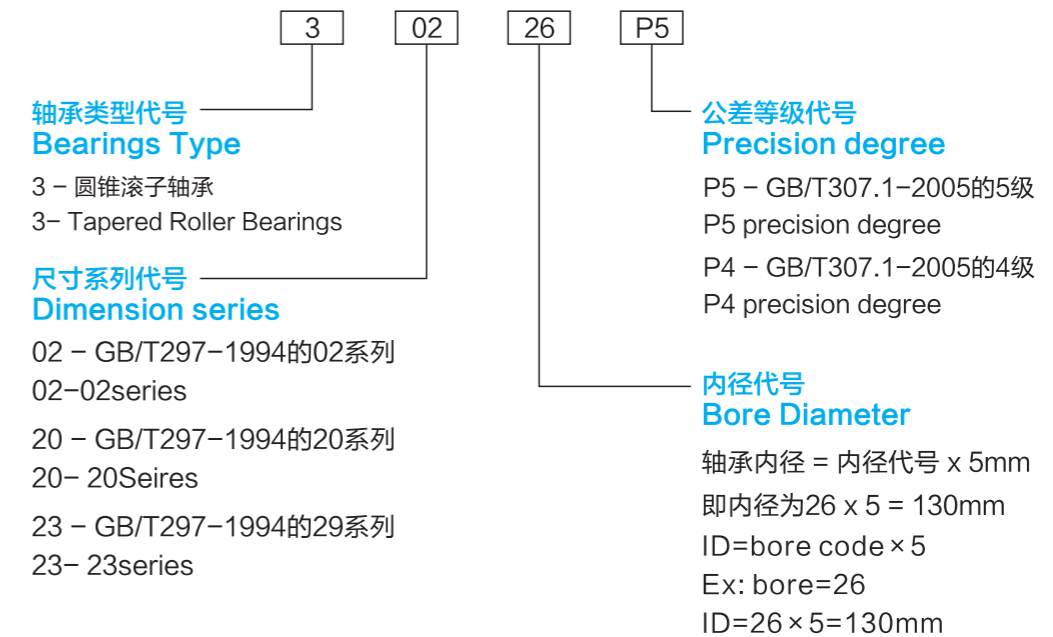 3 02 26 P5
轴承类型代号
Bearings Type
3 – 圆锥滚子轴承
3– Tapered Roller Bearings
尺寸系列代号
Dimension series
02 – GB/T297–1994的02系列
02–02series
20 – GB/T297–1994的20系列
20– 20Seires
23 – GB/T297–1994的29系列
23– 23series
公差等级代号
Precision degree
P5 – GB/T307.1–2005的5级
P5 precision degree
P4 – GB/T307.1–2005的4级
P4 precision degree
内径代号
Bore Diameter
轴承内径 = 内径代号 x 5mm
即内径为26 x 5 = 130mm
ID=bore code×5
Ex: bore=26
ID=26×5=130mm